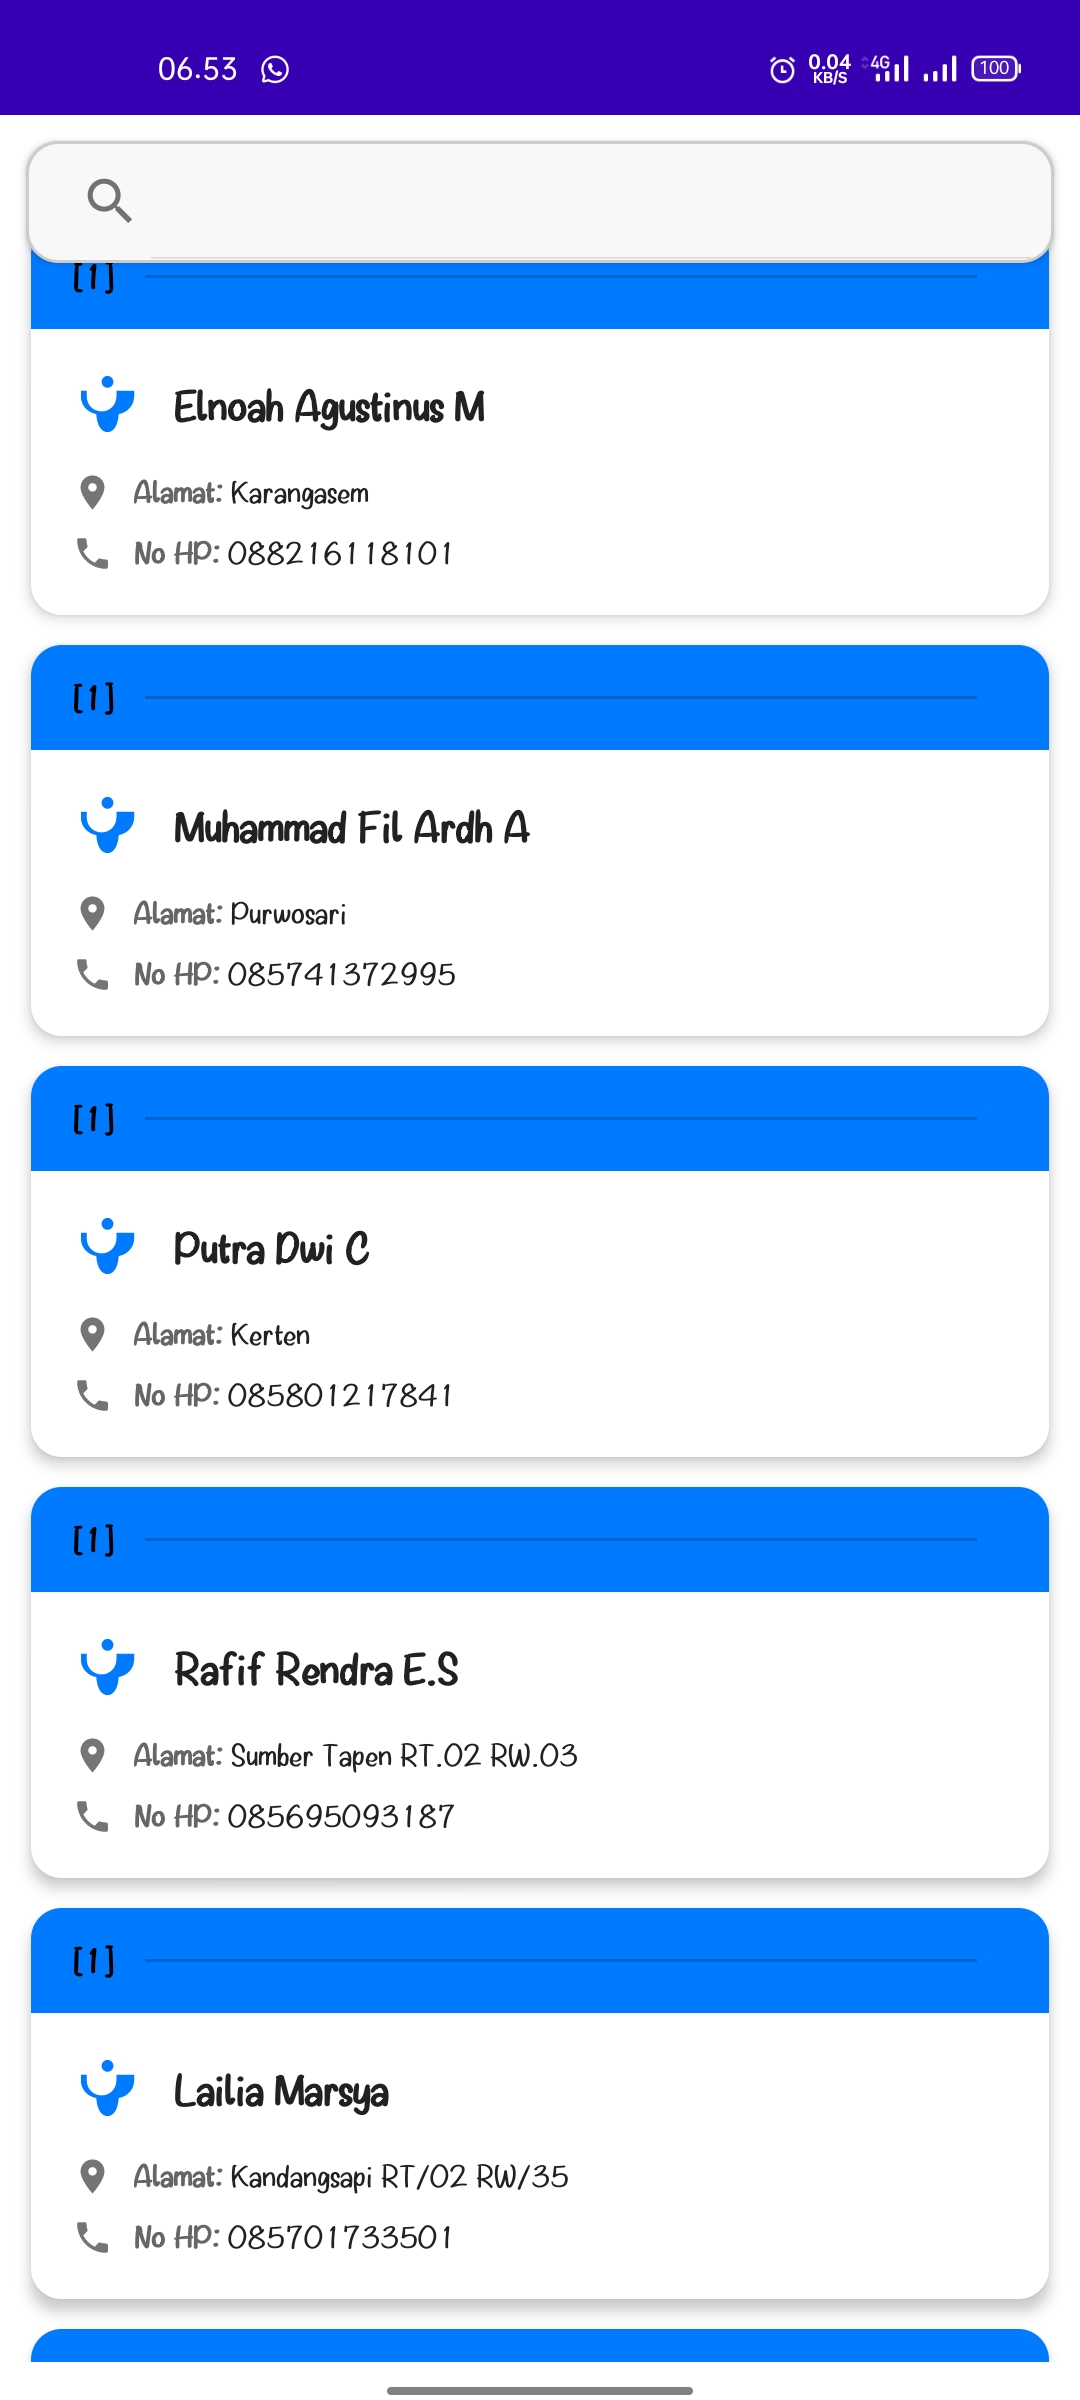 06.53
0.04
KB/S
4G
100
[1]
Elnoah Agustinus M
Alamat: Karangasem
No HP: 088216118101
[1]
Muhammad Fil Ardh A
Alamat: Purwosari
No HP: 085741372995
[1]
Putra Dwi C
Alamat: Kerten
No HP: 085801217841
[1]
Rafif Rendra E.S
Alamat: Sumber Tapen RT.02 RW.03
No HP: 085695093187
[1]
Lailia Marsya
Alamat: Kandangsapi RT/02 RW/35
No HP: 085701733501